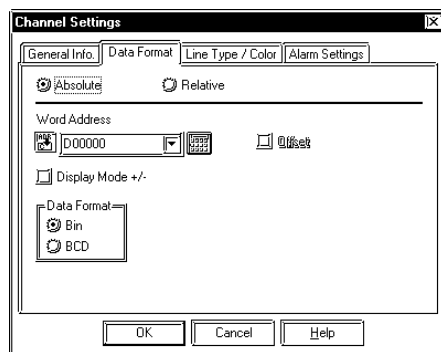 Channel Settings
General Info. Data Format Line Type / Color Alarm Settings
Absolute Relative
Word Address
D00000 Offset
Display Mode +/-
Data Format
Bin
BCD
OK Cancel Help